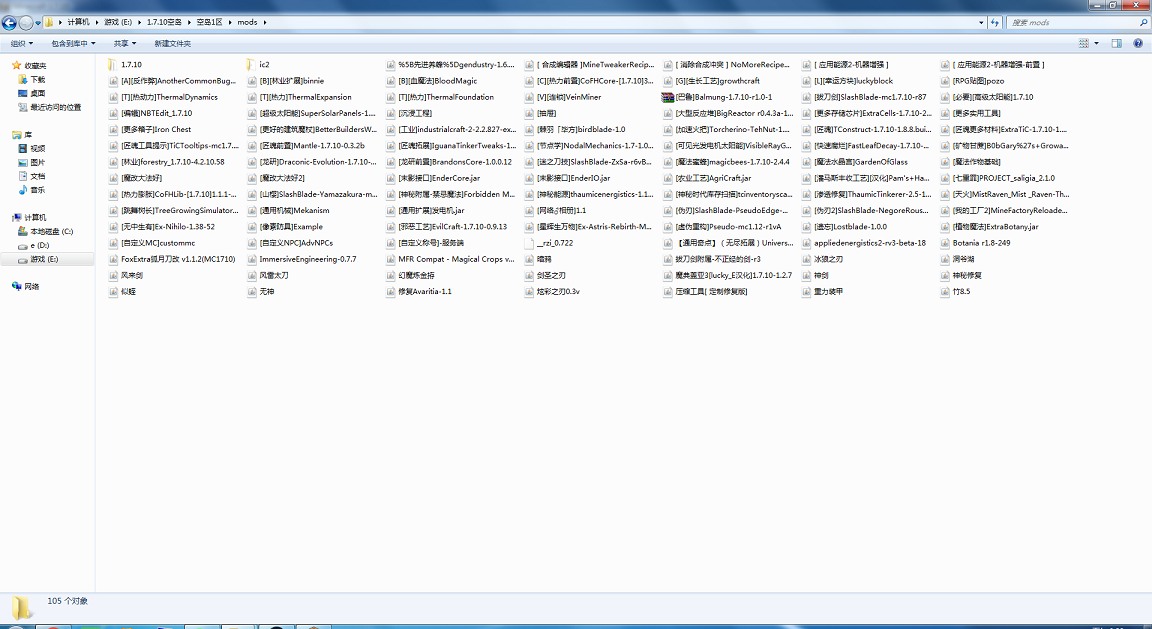 计算机 ▸ 游戏 (E:) ▸ 1.7.10空岛 ▸ 空岛1区 ▸ mods ▸
搜索 mods
组织 包含到库中 共享 新建文件夹
收藏夹
下载
桌面
最近访问的位置
库
视频
图片
文档
音乐
计算机
本地磁盘 (C:)
e (D:)
游戏 (E:)
网络
1.7.10 ic2 %5B先进养蜂%5Dgendustry-1.6.... [ 合成编辑器 ]MineTweakerRecip... [ 消除合成冲突 ] NoMoreRecipe... [ 应用能源2-机器增强 ] [ 应用能源2-机器增强-前置 ]
[A][反作弊]AnotherCommonBug... [B][林业扩展]binnie [B][血魔法]BloodMagic [C][热力前置]CoFHCore-[1.7.10]3... [G][生长工艺]growthcraft [L][幸运方块]luckyblock [RPG贴图]pozo
[T][热动力]ThermalDynamics [T][热力]ThermalExpansion [T][热力]ThermalFoundation [V][连锁]VeinMiner [巴鲁]Balmung-1.7.10-r1.0-1 [拔刀剑]SlashBlade-mc1.7.10-r87 [必要][高级太阳能]1.7.10
[编辑]NBTEdit_1.7.10 [超级太阳能]SuperSolarPanels-1.... [沉浸工程] [抽屉] [大型反应堆]BigReactor r0.4.3a-1... [更多存储芯片]ExtraCells-1.7.10-2... [更多实用工具]
[更多箱子]Iron Chest [更好的建筑魔杖]BetterBuildersW... [工业]industrialcraft-2-2.2.827-ex... [棘羽「华方]birdblade-1.0 [加速火把]Torcherino-TehNut-1.... [匠魂]TConstruct-1.7.10-1.8.8.bui... [匠魂更多材料]ExtraTiC-1.7.10-1....
[匠魂工具提示]TiCTooltips-mc1.7.... [匠魂前置]Mantle-1.7.10-0.3.2b [匠魂拓展]IguanaTinkerTweaks-1... [节点学]NodalMechanics-1.7-1.0... [可见光发电机太阳能]VisibleRayG... [快速腐烂]FastLeafDecay-1.7.10-... [矿物甘蔗]B0bGary%27s+Growa...
[林业]forestry_1.7.10-4.2.10.58 [龙研]Draconic-Evolution-1.7.10-... [龙研前置]BrandonsCore-1.0.0.12 [迷之刀技]SlashBlade-ZxSa-r6vB... [魔法蜜蜂]magicbees-1.7.10-2.4.4 [魔法水晶宫]GardenOfGlass [魔法作物基础]
[魔改大法好] [魔改大法好2] [末影接口]EnderCore.jar [末影接口]EnderIO.jar [农业工艺]AgriCraft.jar [潘马斯丰收工艺][汉化]Pam's+Ha... [七重罪]PROJECT_saligia_2.1.0
[热力膨胀]CoFHLib-[1.7.10]1.1.1-... [山樱]SlashBlade-Yamazakura-m... [神秘附属-禁忌魔法]Forbidden M... [神秘能源]thaumicenergistics-1.1... [神秘时代库存扫描]tcinventorysca... [渗透修复]ThaumicTinkerer-2.5-1... [天火]MistRaven_Mist _Raven-Th...
[跳舞树长]TreeGrowingSimulator... [通用机械]Mekanism [通用扩展]发电机.jar [网络♂相册]1.1 [伪刃]SlashBlade-PseudoEdge-... [伪刃2]SlashBlade-NegoreRous... [我的工厂2]MineFactoryReloade...
[无中生有]Ex-Nihilo-1.38-52 [像素仿真]Example [邪恶工艺]EvilCraft-1.7.10-0.9.13 [星辉生万物]Ex-Astris-Rebirth-M... [虚伪重构]Pseudo-mc1.12-r1vA [遗忘]Lostblade-1.0.0 [植物魔法]ExtraBotany.jar
[自定义MC]custommc [自定义NPC]AdvNPCs [自定义称号]-服务端 __rzi_0.722 【通用奇点】（无尽拓展）Univers... appliedenergistics2-rv3-beta-18 Botania r1.8-249
FoxExtra狐月刀改 v1.1.2(MC1710) ImmersiveEngineering-0.7.7 MFR Compat - Magical Crops v... 暗鸦 拔刀剑附属-不正经的剑-r3 冰狼之刃 洞谷湖
风来剑 风雷太刀 幻魔炼金拵 剑圣之刃 魔典盖亚3[lucky_E汉化]1.7.10-1.2.7 神剑 神秘修复
似蛭 无神 修复Avaritia-1.1 炫彩之刃0.3v 压缩工具[ 定制修复版] 重力装甲 竹8.5
105 个对象